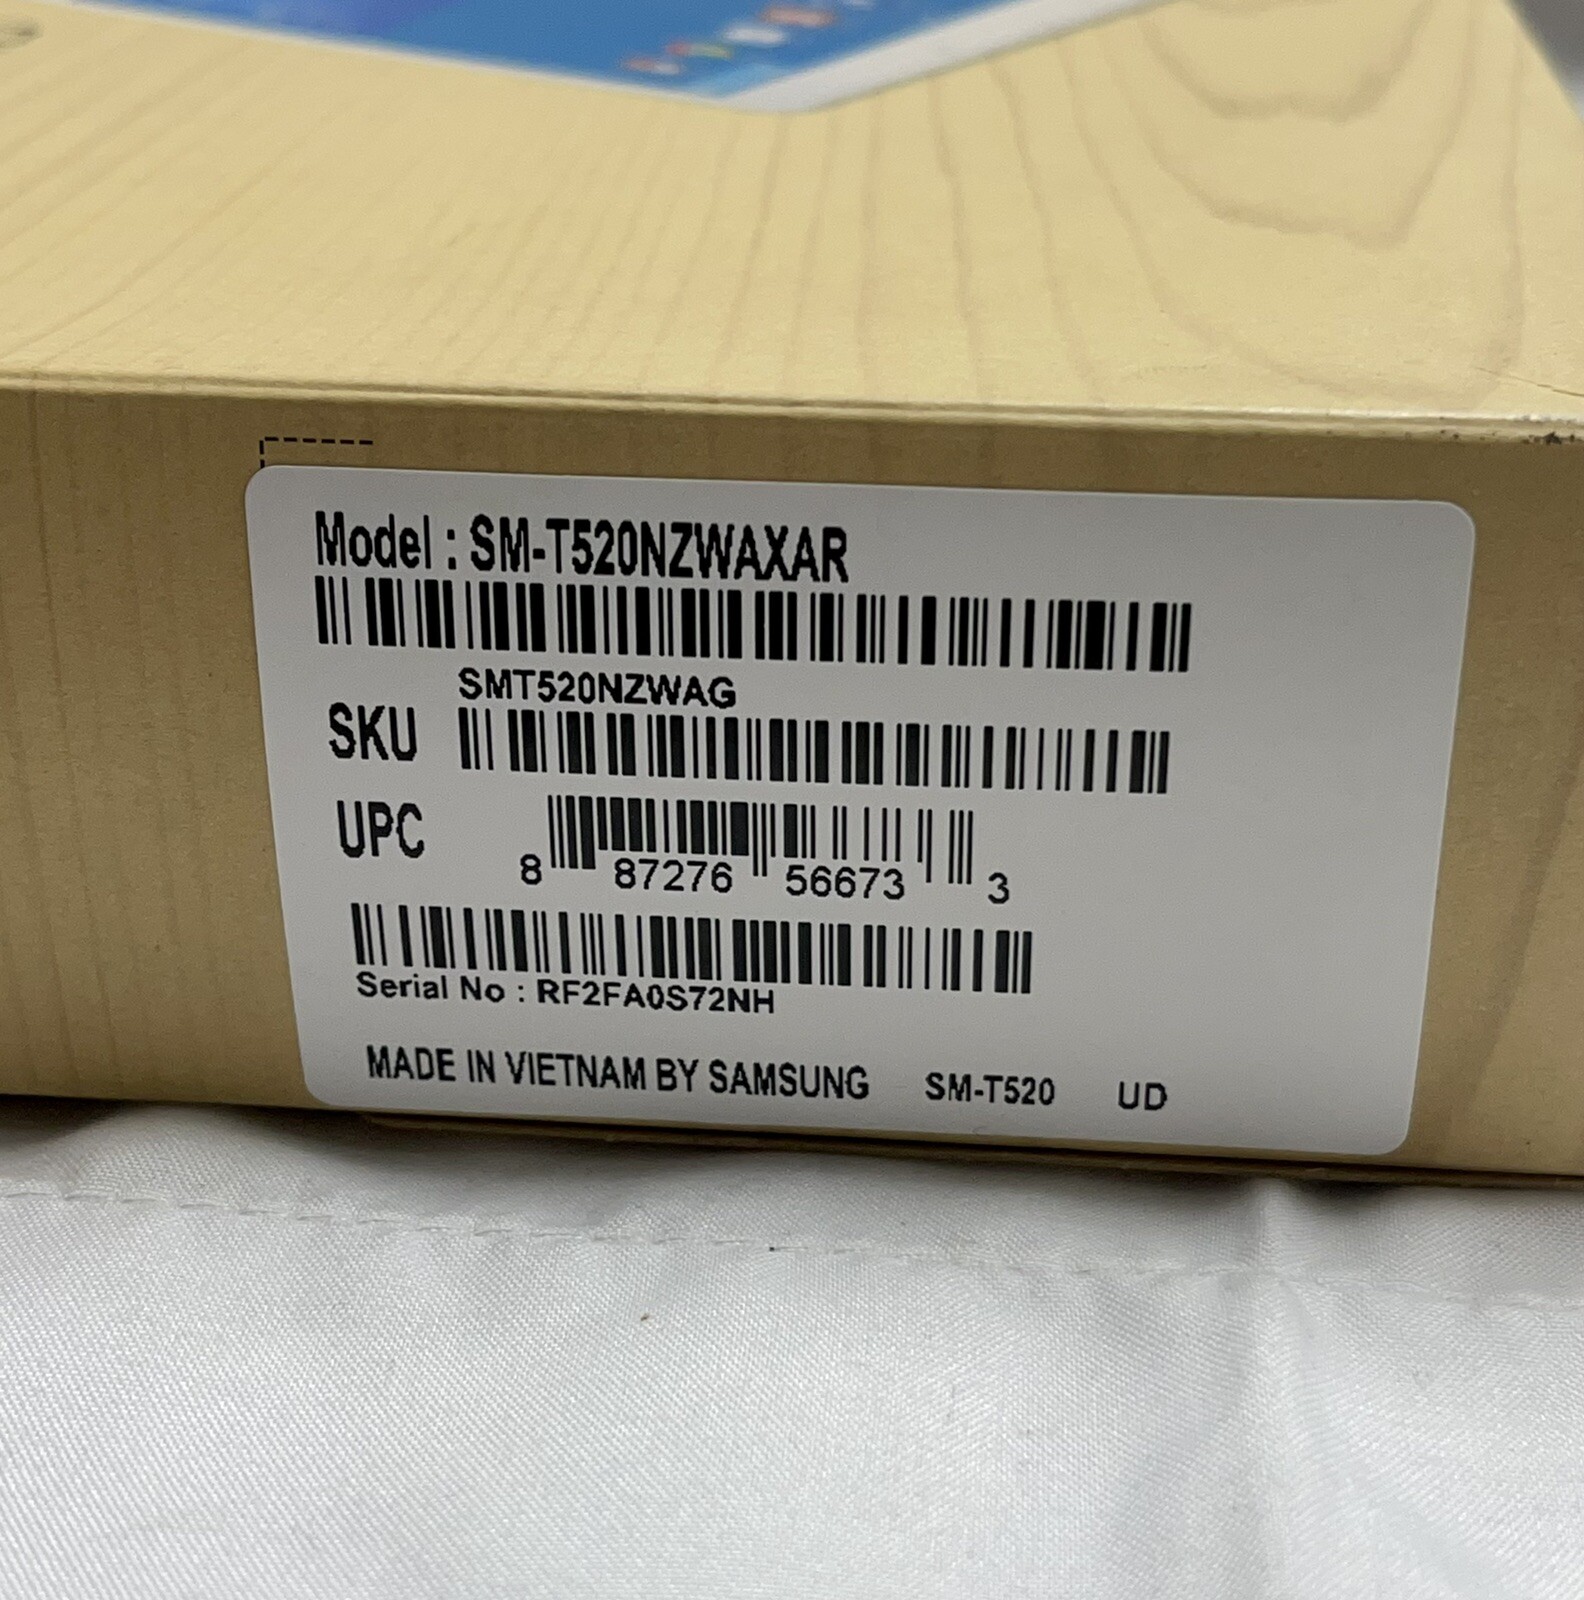 Model : SM-T520NZWAXAR
SMT520NZWAG
SKU
UPC
8 87276 56673 3
Serial No : RF2FA0S72NH
MADE IN VIETNAM BY SAMSUNG SM-T520 UD